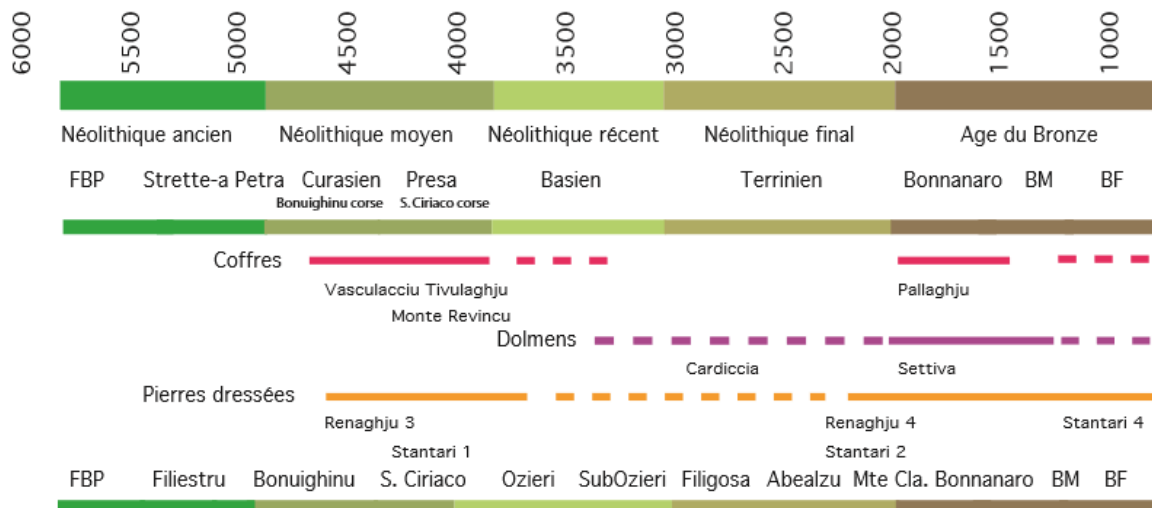 6000 5500 5000 4500 4000 3500 3000 2500 2000 1500 1000
Néolithique ancien Néolithique moyen Néolithique récent Néolithique final Age du Bronze
FBP Strette-a Petra Curasien Presa Basien Terrinien Bonnanaro BM BF
Bonuighinu corse S. Ciriaco corse
Coffres
Vasculacciu Tivulaghju Pallaghju
Monte Revincu
Dolmens
Cardiccia Settiva
Pierres dressées
Renaghju 3 Renaghju 4 Stantari 4
Stantari 1 Stantari 2
FBP Filiestru Bonuighinu S. Ciriaco Ozieri SubOzieri Filigosa Abealzu Mte Cla. Bonnanaro BM BF